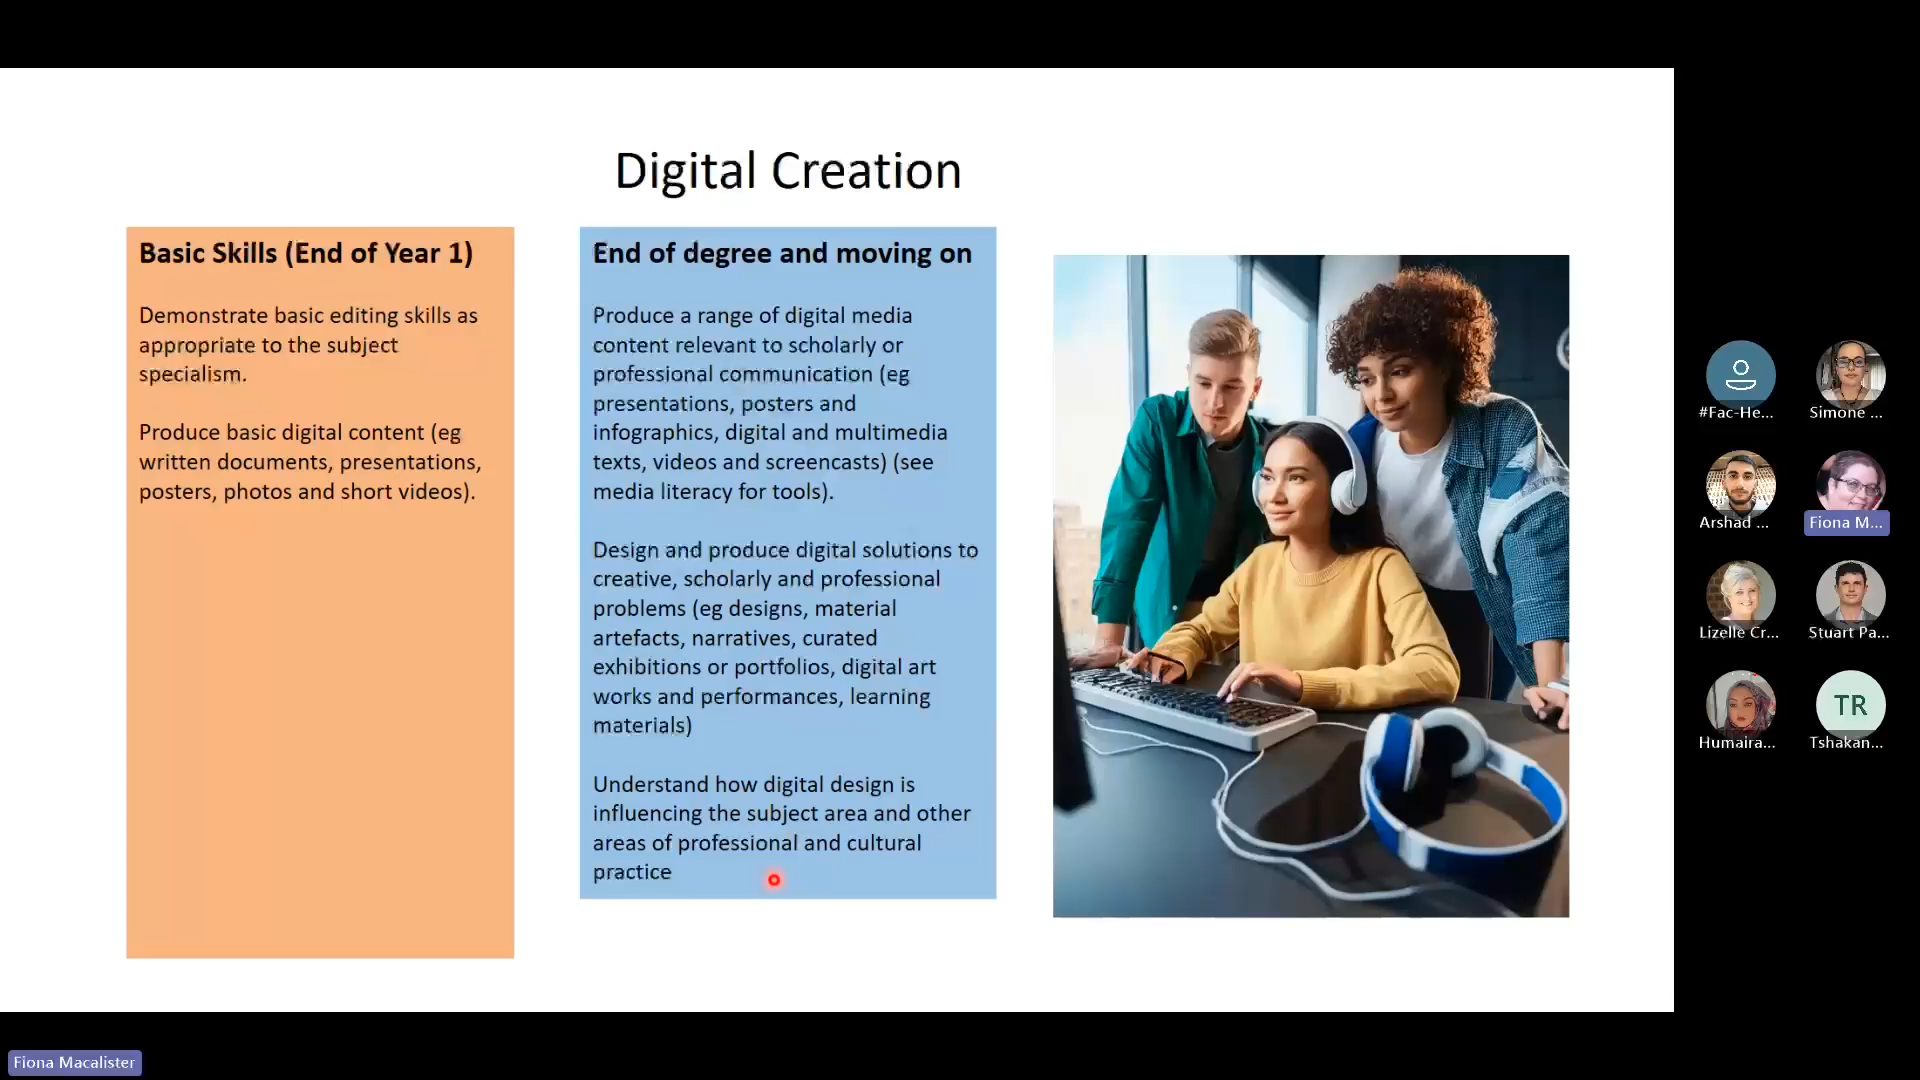 Digital Creation
Basic Skills (End of Year 1)
Demonstrate basic editing skills as
appropriate to the subject
specialism.
Produce basic digital content (eg
written documents, presentations,
posters, photos and short videos).
End of degree and moving on
Produce a range of digital media
content relevant to scholarly or
professional communication (eg
presentations, posters and
infographics, digital and multimedia
texts, videos and screencasts) (see
media literacy for tools).
Design and produce digital solutions to
creative, scholarly and professional
problems (eg designs, material
artefacts, narratives, curated
exhibitions or portfolios, digital art
works and performances, learning
materials)
Understand how digital design is
influencing the subject area and other
areas of professional and cultural
practice
#Fac-He...
Simone ...
Arshad ...
Fiona M...
Lizelle Cr...
Stuart Pa...
Humaira...
TR
Tshakan...
Fiona Macalister